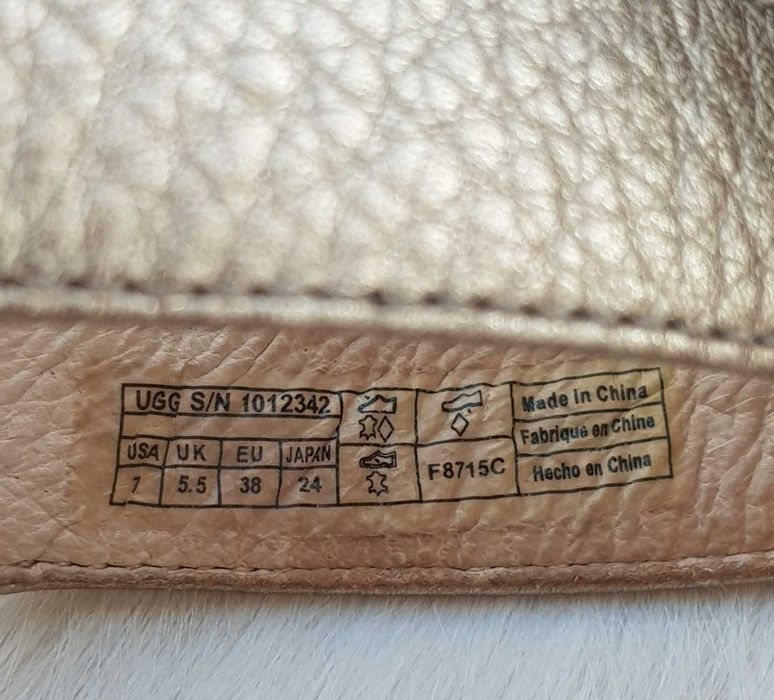 UGG S/N 1012342
USA UK EU JAPAN
7 5.5 38 24
F8715C
Made in China
Fabriqué en Chine
Hecho en China